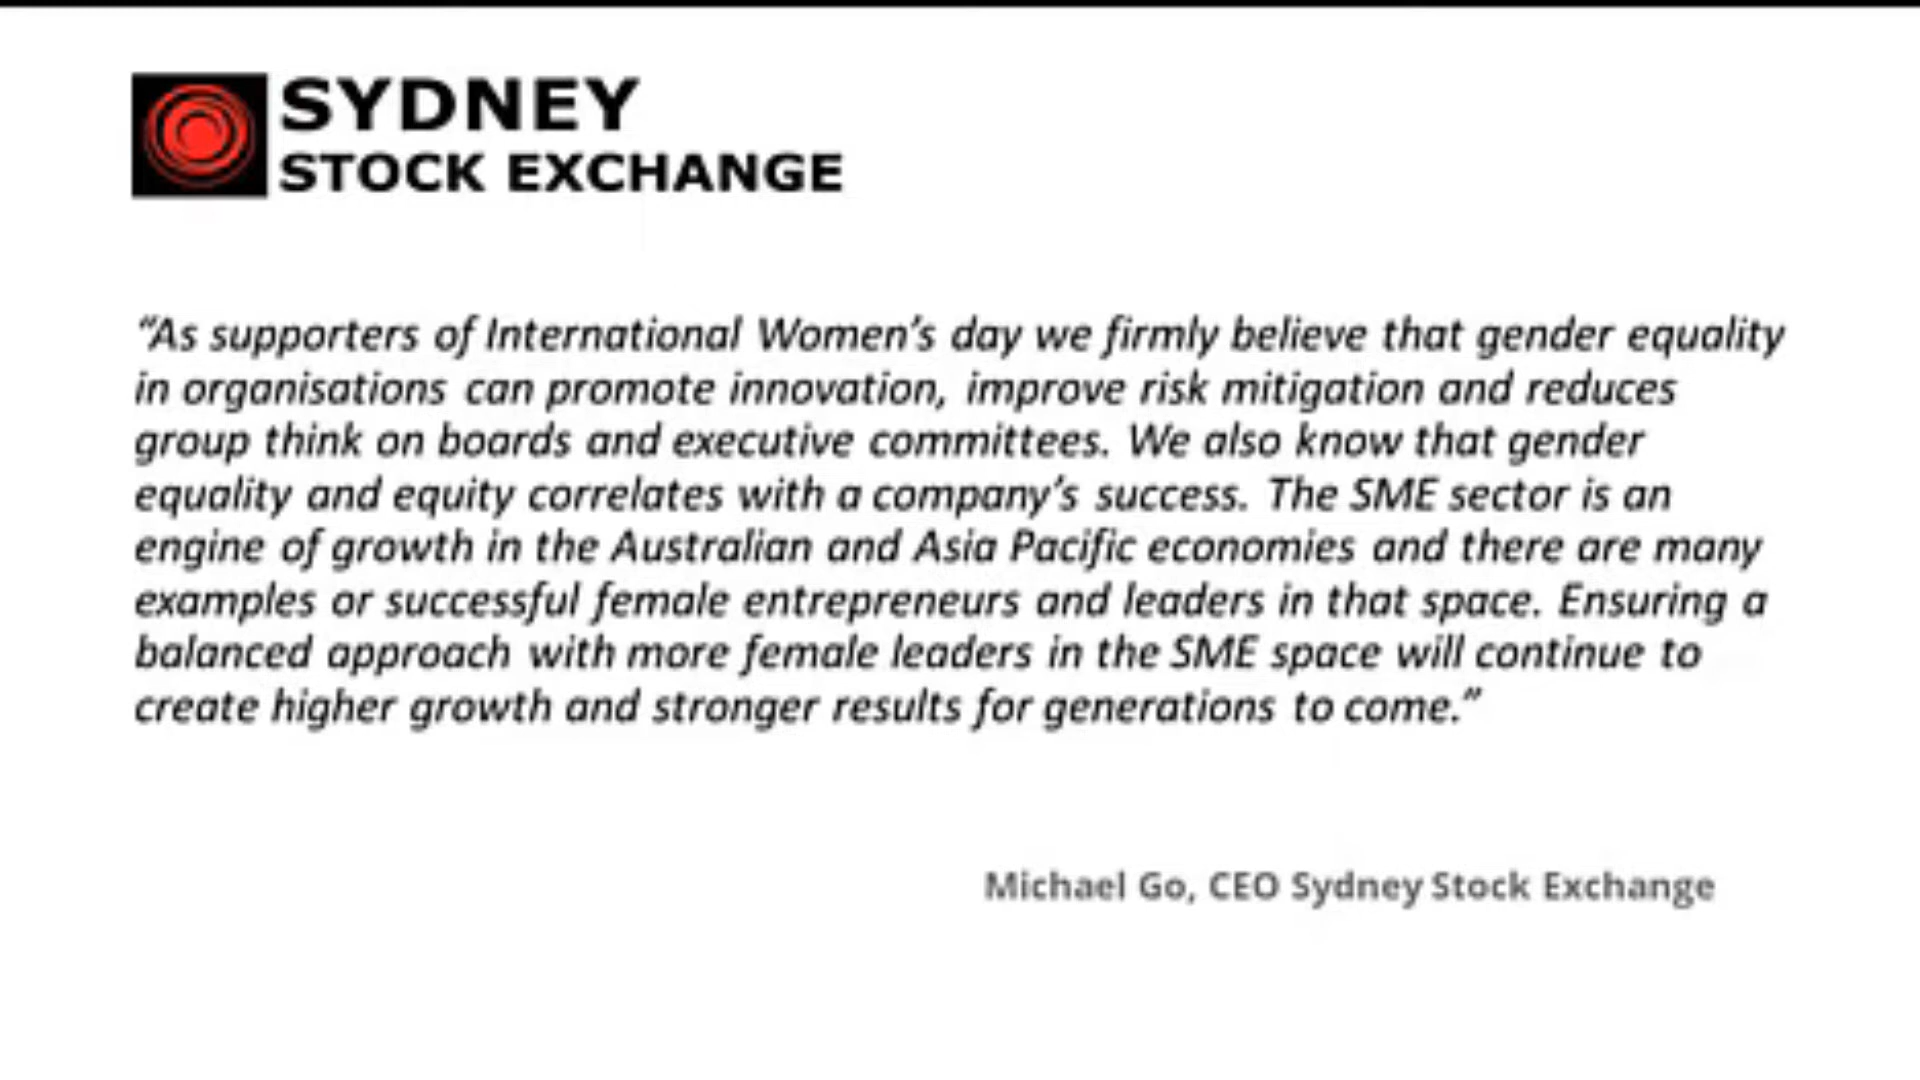 SYDNEY
STOCK EXCHANGE
“As supporters of International Women’s day we firmly believe that gender equality
in organisations can promote innovation, improve risk mitigation and reduces
group think on boards and executive committees. We also know that gender
equality and equity correlates with a company’s success. The SME sector is an
engine of growth in the Australian and Asia Pacific economies and there are many
examples or successful female entrepreneurs and leaders in that space. Ensuring a
balanced approach with more female leaders in the SME space will continue to
create higher growth and stronger results for generations to come.”
Michael Go, CEO Sydney Stock Exchange